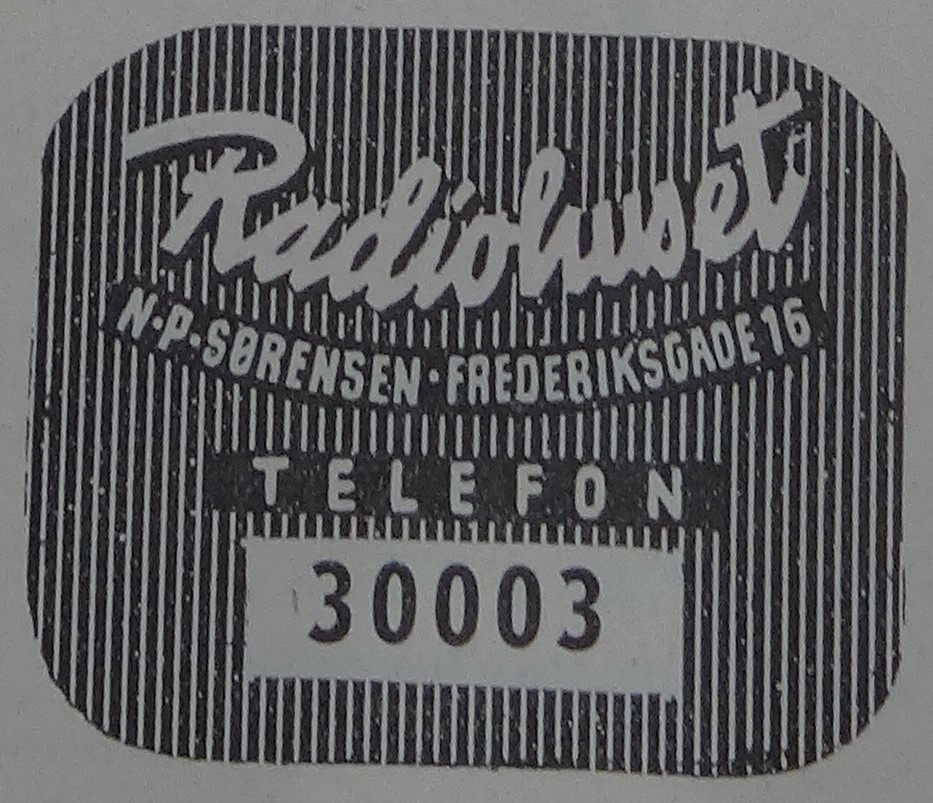 Radiohuset
N·P·SØRENSEN·FREDERIKSGADE 16
TELEFON
30003